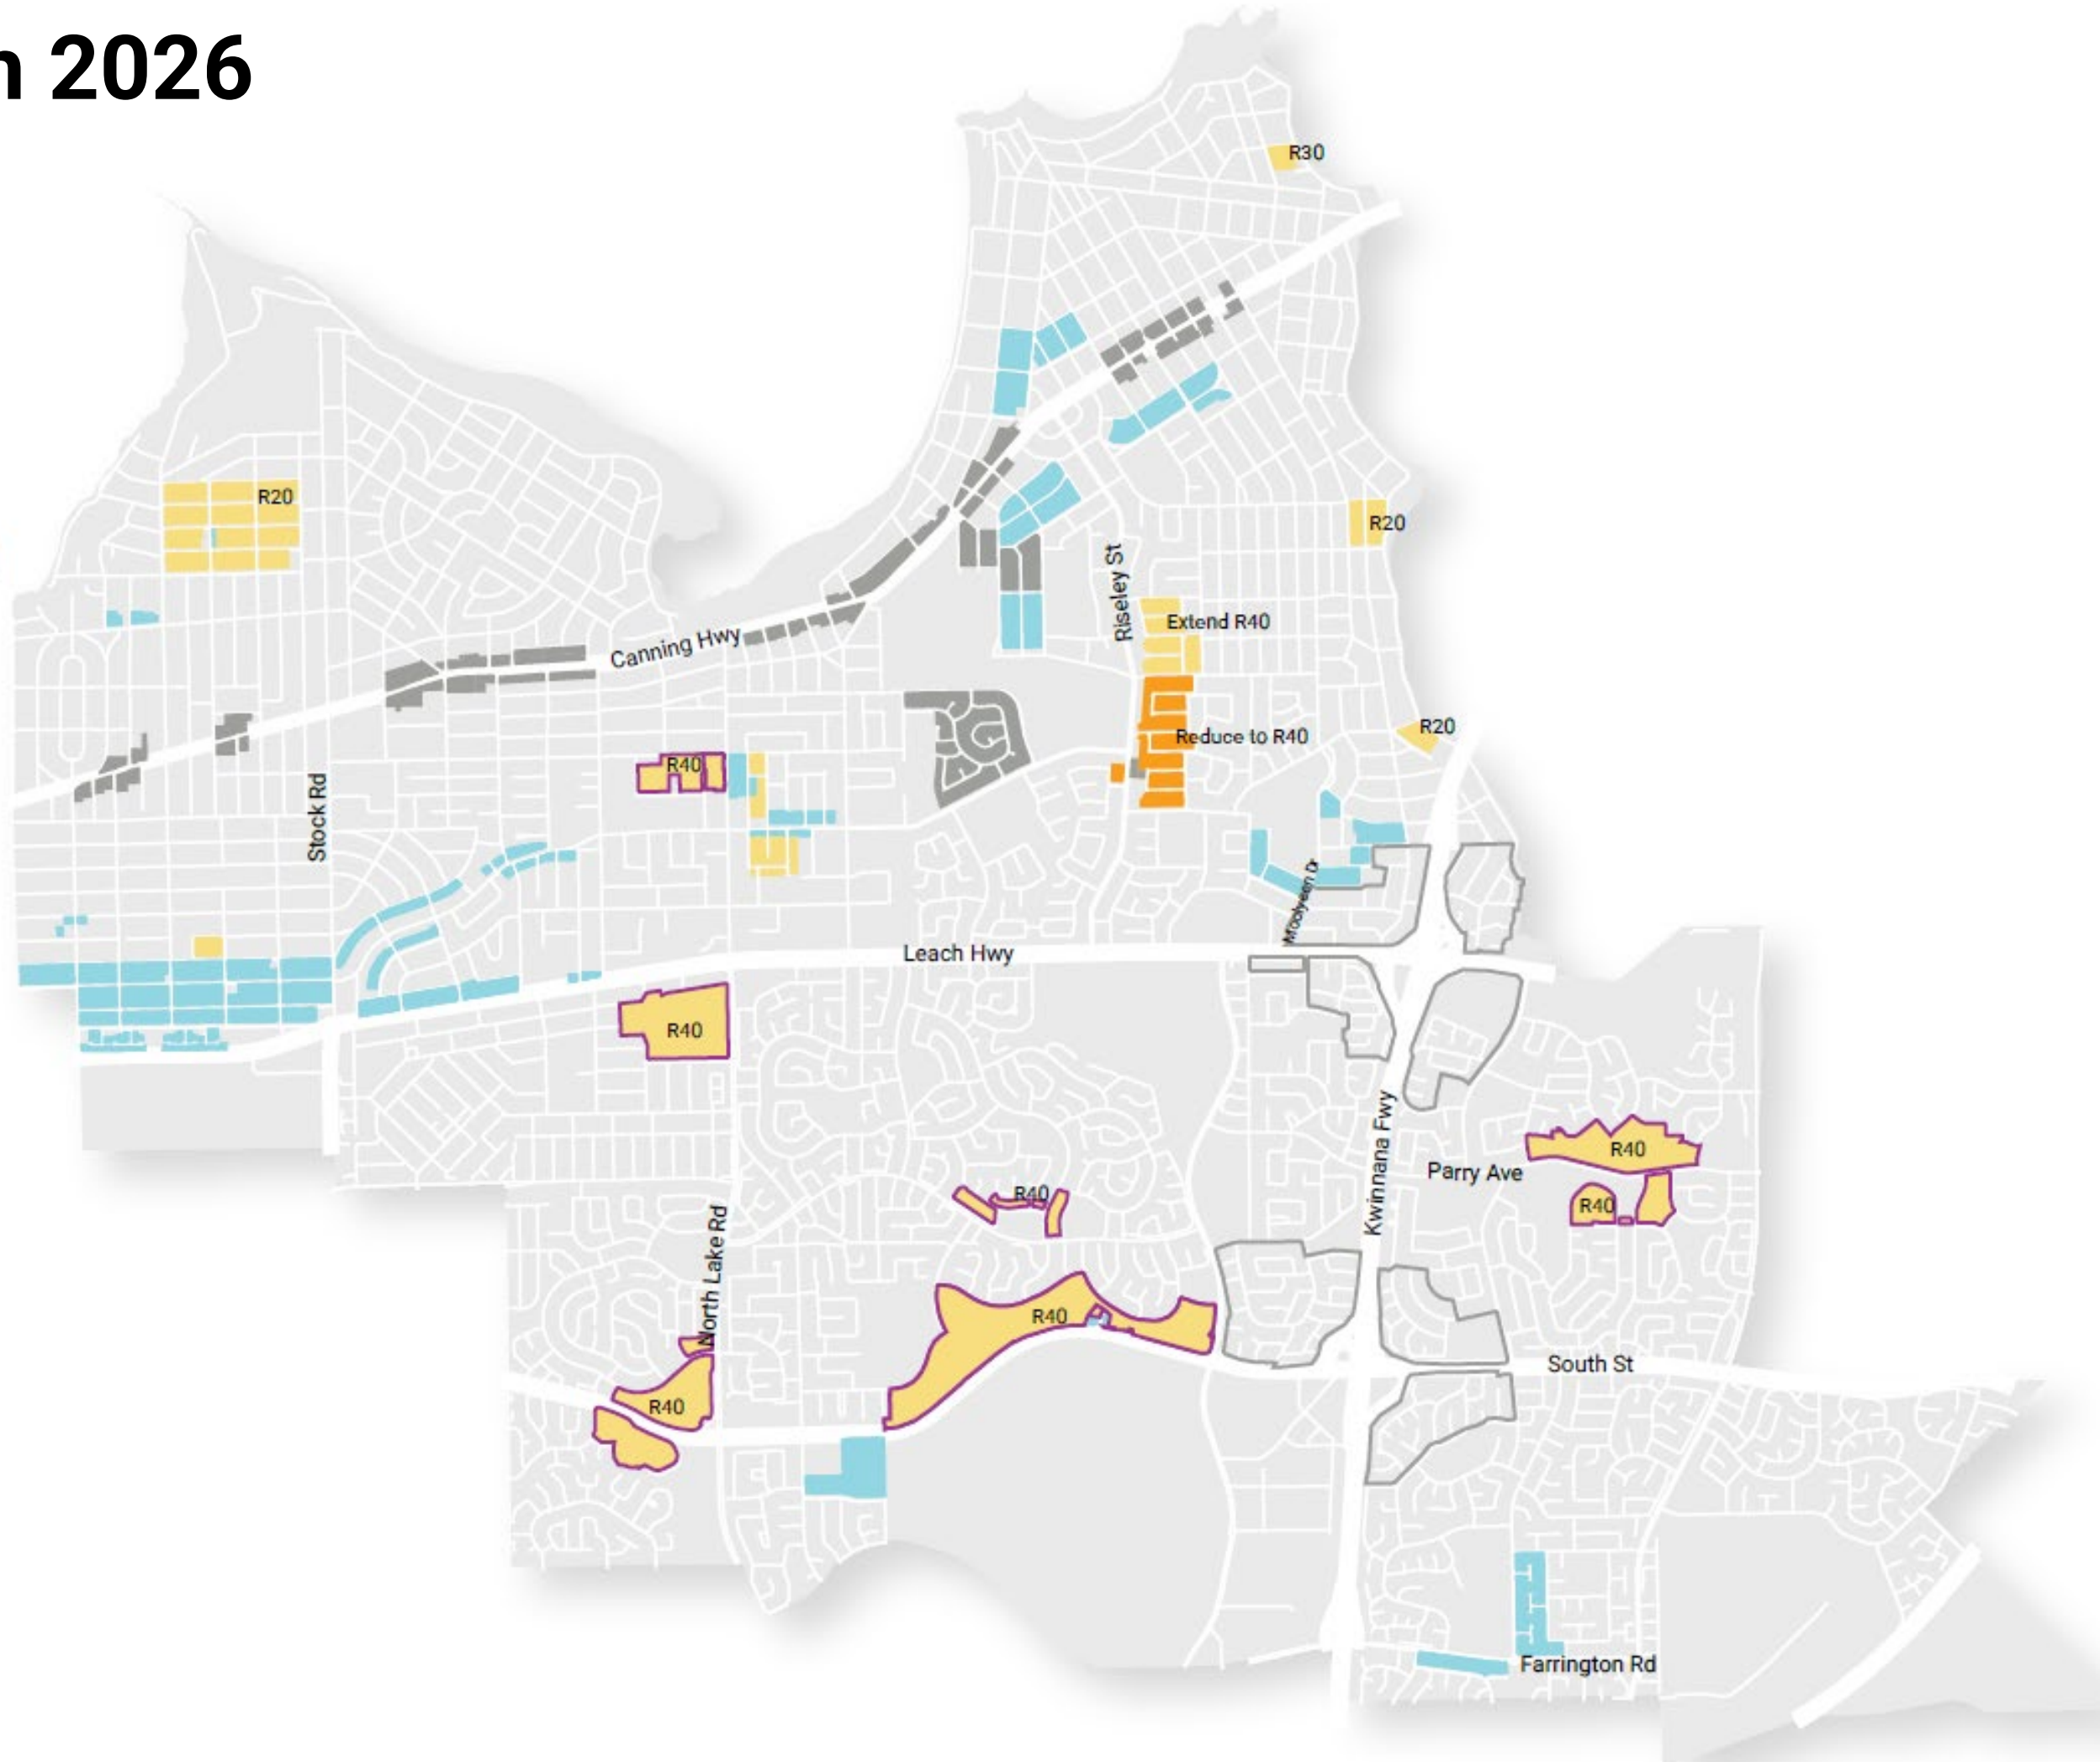 n 2026
R30
R20
R20
Riseley St
Extend R40
Canning Hwy
R20
Reduce to R40
R40
Stock Rd
Moolyeen Dr
Leach Hwy
R40
Kwinnana Fwy
R40
Parry Ave
R40
R40
North Lake Rd
R40
South St
R40
Farrington Rd